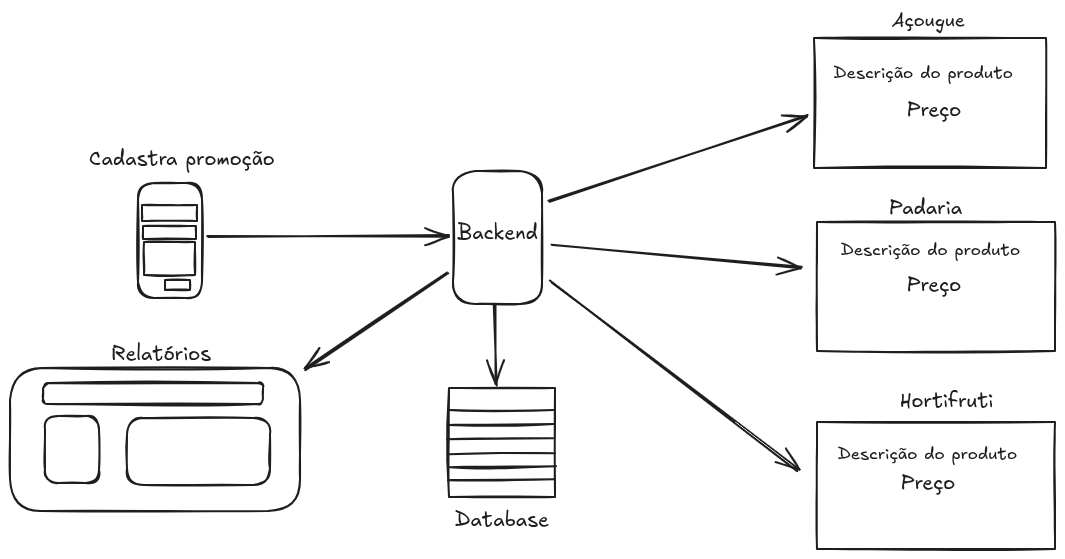 Açougue
Descrição do produto
Preço
Cadastra promoção
Backend
Padaria
Descrição do produto
Preço
Relatórios
Hortifruti
Descrição do produto
Preço
Database